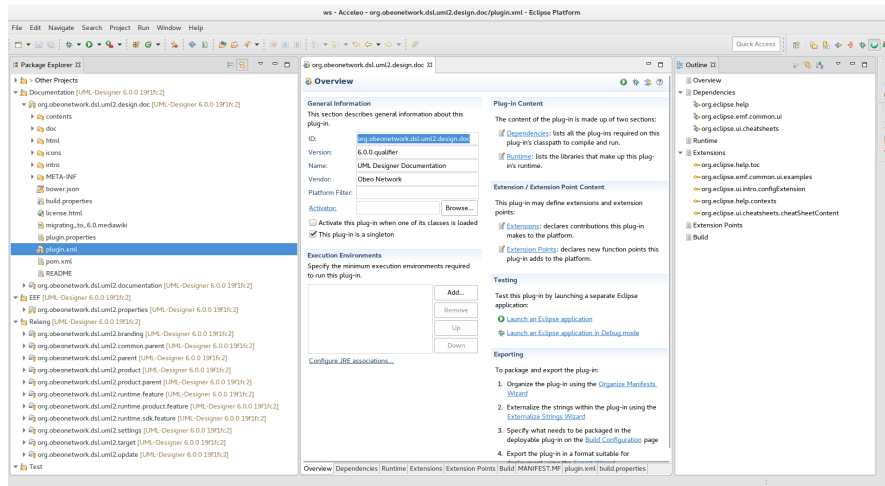 ws - Acceleo - org.obeonetwork.dsl.uml2.design.doc/plugin.xml - Eclipse Platform
File Edit Navigate Search Project Run Window Help
Quick Access
Package Explorer
> Other Projects
Documentation [UML-Designer 6.0.0 19f1fc2]
org.obeonetwork.dsl.uml2.design.doc [UML-Designer 6.0.0 19f1fc2]
contents
doc
html
icons
intro
META-INF
bower.json
build.properties
license.html
migrating_to_6.0.mediawiki
plugin.properties
plugin.xml
pom.xml
README
org.obeonetwork.dsl.uml2.documentation [UML-Designer 6.0.0 19f1fc2]
EEF [UML-Designer 6.0.0 19f1fc2]
org.obeonetwork.dsl.uml2.properties [UML-Designer 6.0.0 19f1fc2]
Releng [UML-Designer 6.0.0 19f1fc2]
org.obeonetwork.dsl.uml2.branding [UML-Designer 6.0.0 19f1fc2]
org.obeonetwork.dsl.uml2.common.parent [UML-Designer 6.0.0 19f1fc2]
org.obeonetwork.dsl.uml2.parent [UML-Designer 6.0.0 19f1fc2]
org.obeonetwork.dsl.uml2.product [UML-Designer 6.0.0 19f1fc2]
org.obeonetwork.dsl.uml2.product.parent [UML-Designer 6.0.0 19f1fc2]
org.obeonetwork.dsl.uml2.runtime.feature [UML-Designer 6.0.0 19f1fc2]
org.obeonetwork.dsl.uml2.runtime.product.feature [UML-Designer 6.0.0 19f1fc2]
org.obeonetwork.dsl.uml2.runtime.sdk.feature [UML-Designer 6.0.0 19f1fc2]
org.obeonetwork.dsl.uml2.settings [UML-Designer 6.0.0 19f1fc2]
org.obeonetwork.dsl.uml2.target [UML-Designer 6.0.0 19f1fc2]
org.obeonetwork.dsl.uml2.update [UML-Designer 6.0.0 19f1fc2]
Test
org.obeonetwork.dsl.uml2.design.doc
Overview
General Information
This section describes general information about this
plug-in.
ID: org.obeonetwork.dsl.uml2.design.doc
Version: 6.0.0.qualifier
Name: UML Designer Documentation
Vendor: Obeo Network
Platform Filter:
Activator: Browse...
Activate this plug-in when one of its classes is loaded
This plug-in is a singleton
Execution Environments
Specify the minimum execution environments required
to run this plug-in.
Add...
Remove
Up
Down
Configure JRE associations...
Plug-in Content
The content of the plug-in is made up of two sections:
Dependencies: lists all the plug-ins required on this
plug-in's classpath to compile and run.
Runtime: lists the libraries that make up this plug-
in's runtime.
Extension / Extension Point Content
This plug-in may define extensions and extension
points:
Extensions: declares contributions this plug-in
makes to the platform.
Extension Points: declares new function points this
plug-in adds to the platform.
Testing
Test this plug-in by launching a separate Eclipse
application:
Launch an Eclipse application
Launch an Eclipse application in Debug mode
Exporting
To package and export the plug-in:
1. Organize the plug-in using the Organize Manifests
Wizard
2. Externalize the strings within the plug-in using the
Externalize Strings Wizard
3. Specify what needs to be packaged in the
deployable plug-in on the Build Configuration page
4. Export the plug-in in a format suitable for
Overview Dependencies Runtime Extensions Extension Points Build MANIFEST.MF plugin.xml build.properties
Outline
Overview
Dependencies
org.eclipse.help
org.eclipse.emf.common.ui
org.eclipse.ui.cheatsheets
Runtime
Extensions
org.eclipse.help.toc
org.eclipse.emf.common.ui.examples
org.eclipse.ui.intro.configExtension
org.eclipse.help.contexts
org.eclipse.ui.cheatsheets.cheatSheetContent
Extension Points
Build